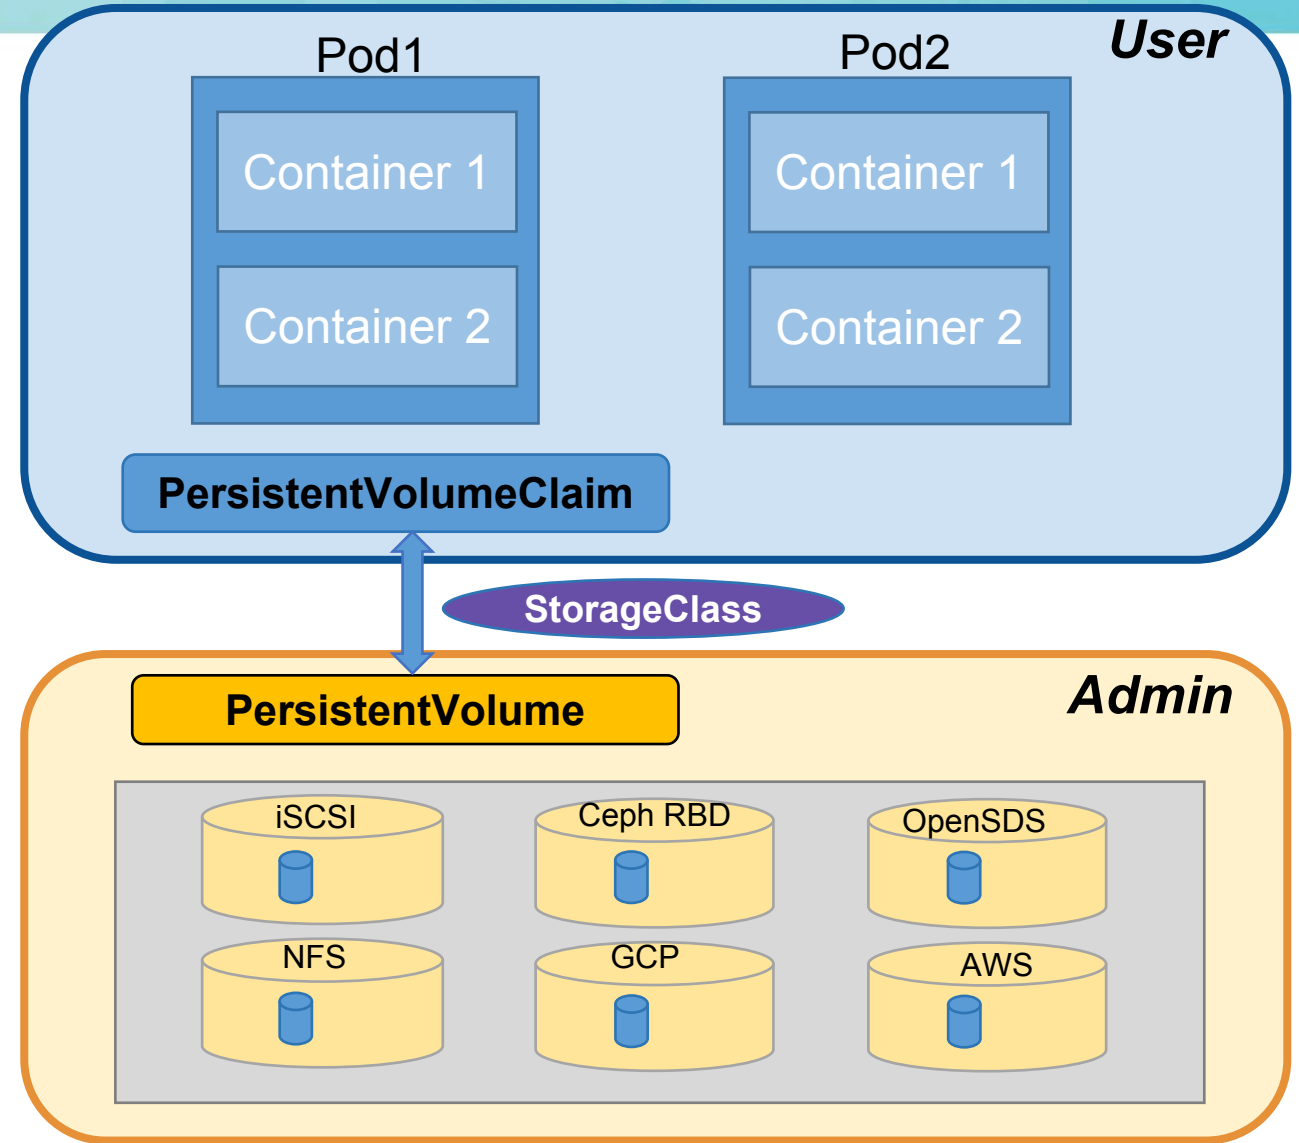 User
Pod1
Pod2
Container 1
Container 1
Container 2
Container 2
PersistentVolumeClaim
StorageClass
Admin
PersistentVolume
iSCSI
Ceph RBD
OpenSDS
NFS
GCP
AWS